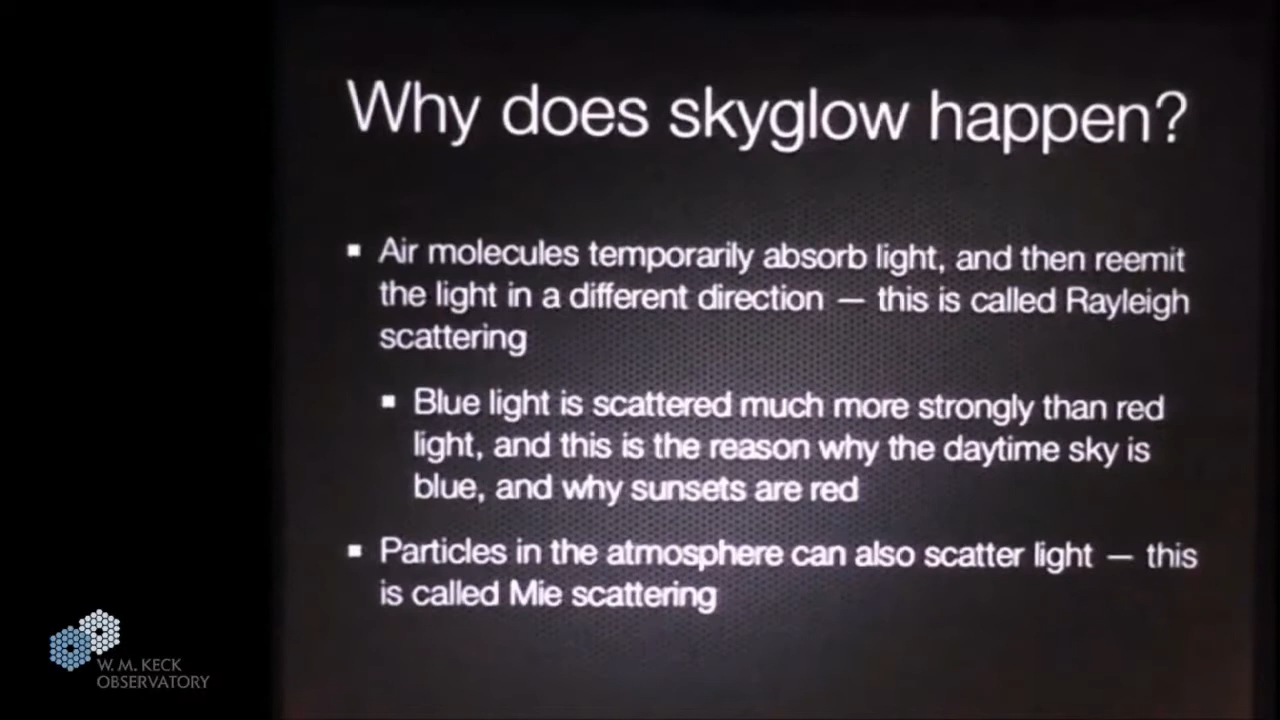 Why does skyglow happen?
Air molecules temporarily absorb light, and then reemit
the light in a different direction — this is called Rayleigh
scattering
Blue light is scattered much more strongly than red
light, and this is the reason why the daytime sky is
blue, and why sunsets are red
Particles in the atmosphere can also scatter light — this
is called Mie scattering
W. M. KECK
OBSERVATORY